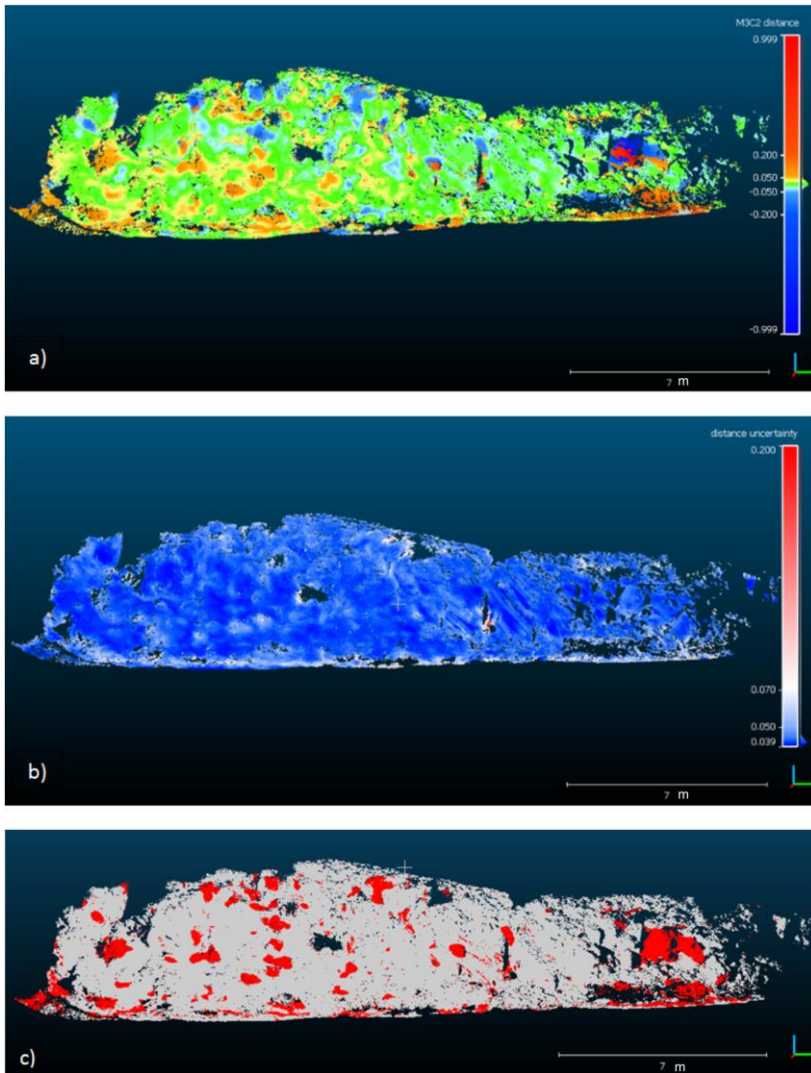 M3C2 distance
0.999
0.200
0.050
-0.050
-0.200
-0.999
a)
7 m
distance uncertainty
0.200
0.070
0.050
0.039
b)
7 m
c)
7 m